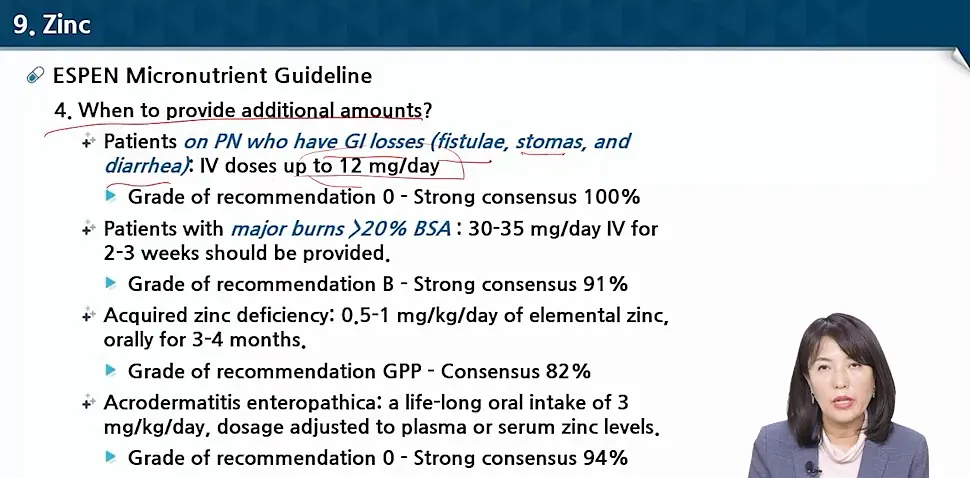 9. Zinc
ESPEN Micronutrient Guideline
4. When to provide additional amounts?
Patients on PN who have GI losses (fistulae, stomas, and
diarrhea): IV doses up to 12 mg/day
Grade of recommendation 0 - Strong consensus 100%
Patients with major burns >20% BSA : 30-35 mg/day IV for
2-3 weeks should be provided.
Grade of recommendation B - Strong consensus 91%
Acquired zinc deficiency: 0.5-1 mg/kg/day of elemental zinc,
orally for 3-4 months.
Grade of recommendation GPP - Consensus 82%
Acrodermatitis enteropathica: a life-long oral intake of 3
mg/kg/day, dosage adjusted to plasma or serum zinc levels.
Grade of recommendation 0 - Strong consensus 94%